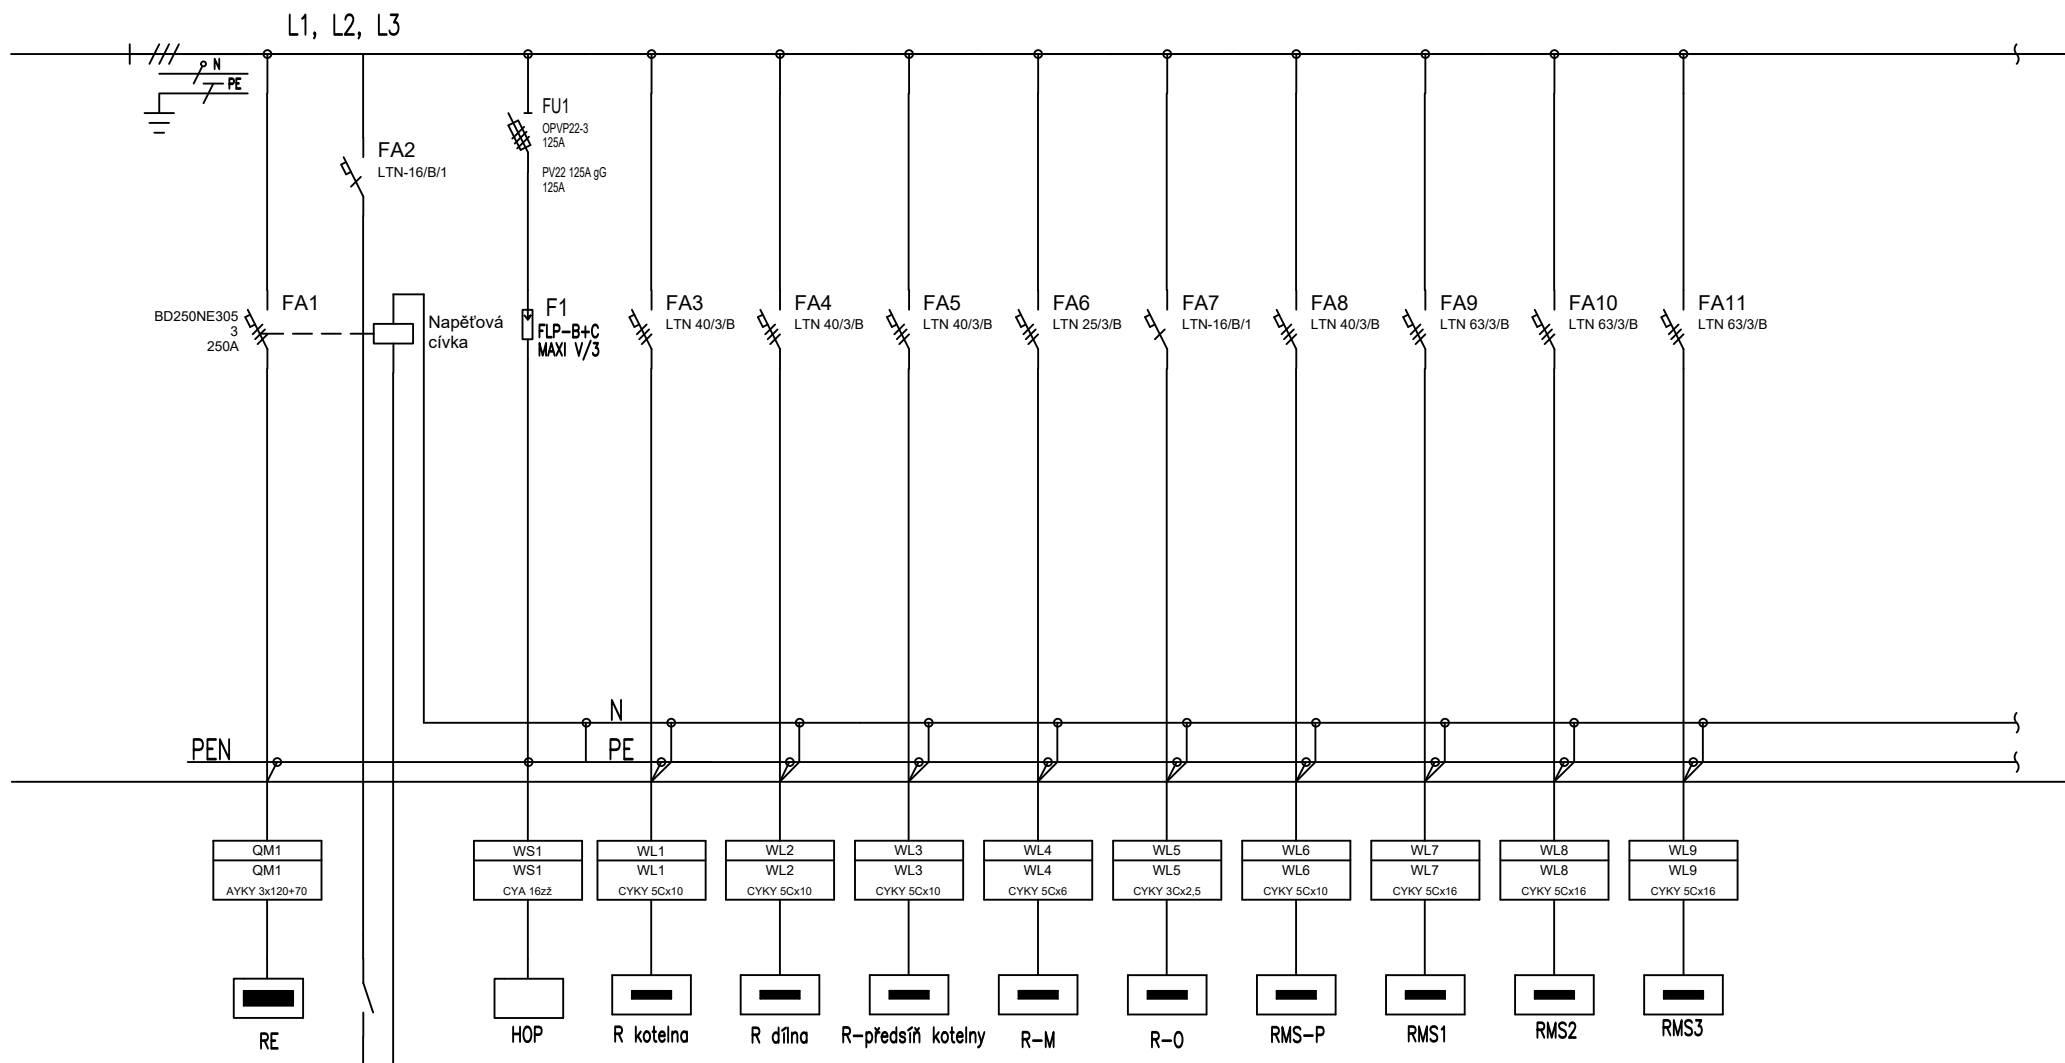 L1, L2, L3
N
PE
FA2
LTN-16/B/1
FU1
OPVP22-3
125A
PV22 125A gG
125A
BD250NE305
3
250A
FA1
Napěťová
cívka
F1
FLP-B+C
MAXI V/3
FA3
LTN 40/3/B
FA4
LTN 40/3/B
FA5
LTN 40/3/B
FA6
LTN 25/3/B
FA7
LTN-16/B/1
FA8
LTN 40/3/B
FA9
LTN 63/3/B
FA10
LTN 63/3/B
FA11
LTN 63/3/B
N
PEN
PE
QM1
QM1
AYKY 3x120+70
WS1
WS1
CYA 16zž
WL1
WL1
CYKY 5Cx10
WL2
WL2
CYKY 5Cx10
WL3
WL3
CYKY 5Cx10
WL4
WL4
CYKY 5Cx6
WL5
WL5
CYKY 3Cx2,5
WL6
WL6
CYKY 5Cx10
WL7
WL7
CYKY 5Cx16
WL8
WL8
CYKY 5Cx16
WL9
WL9
CYKY 5Cx16
RE
HOP
R kotelna
R dílna
R-předsíň kotelny
R-M
R-O
RMS-P
RMS1
RMS2
RMS3